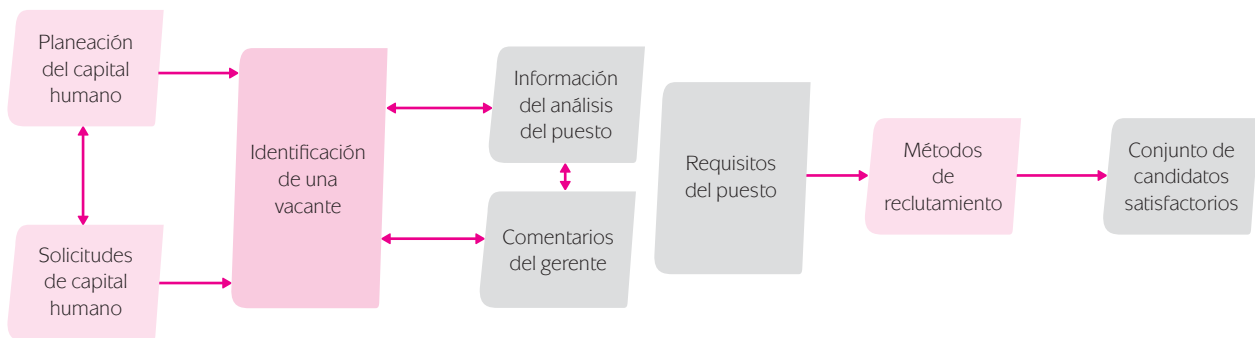 Planeación
del capital
humano
Solicitudes
de capital
humano
Identificación
de una
vacante
Información
del análisis
del puesto
Comentarios
del gerente
Requisitos
del puesto
Métodos
de
reclutamiento
Conjunto de
candidatos
satisfactorios